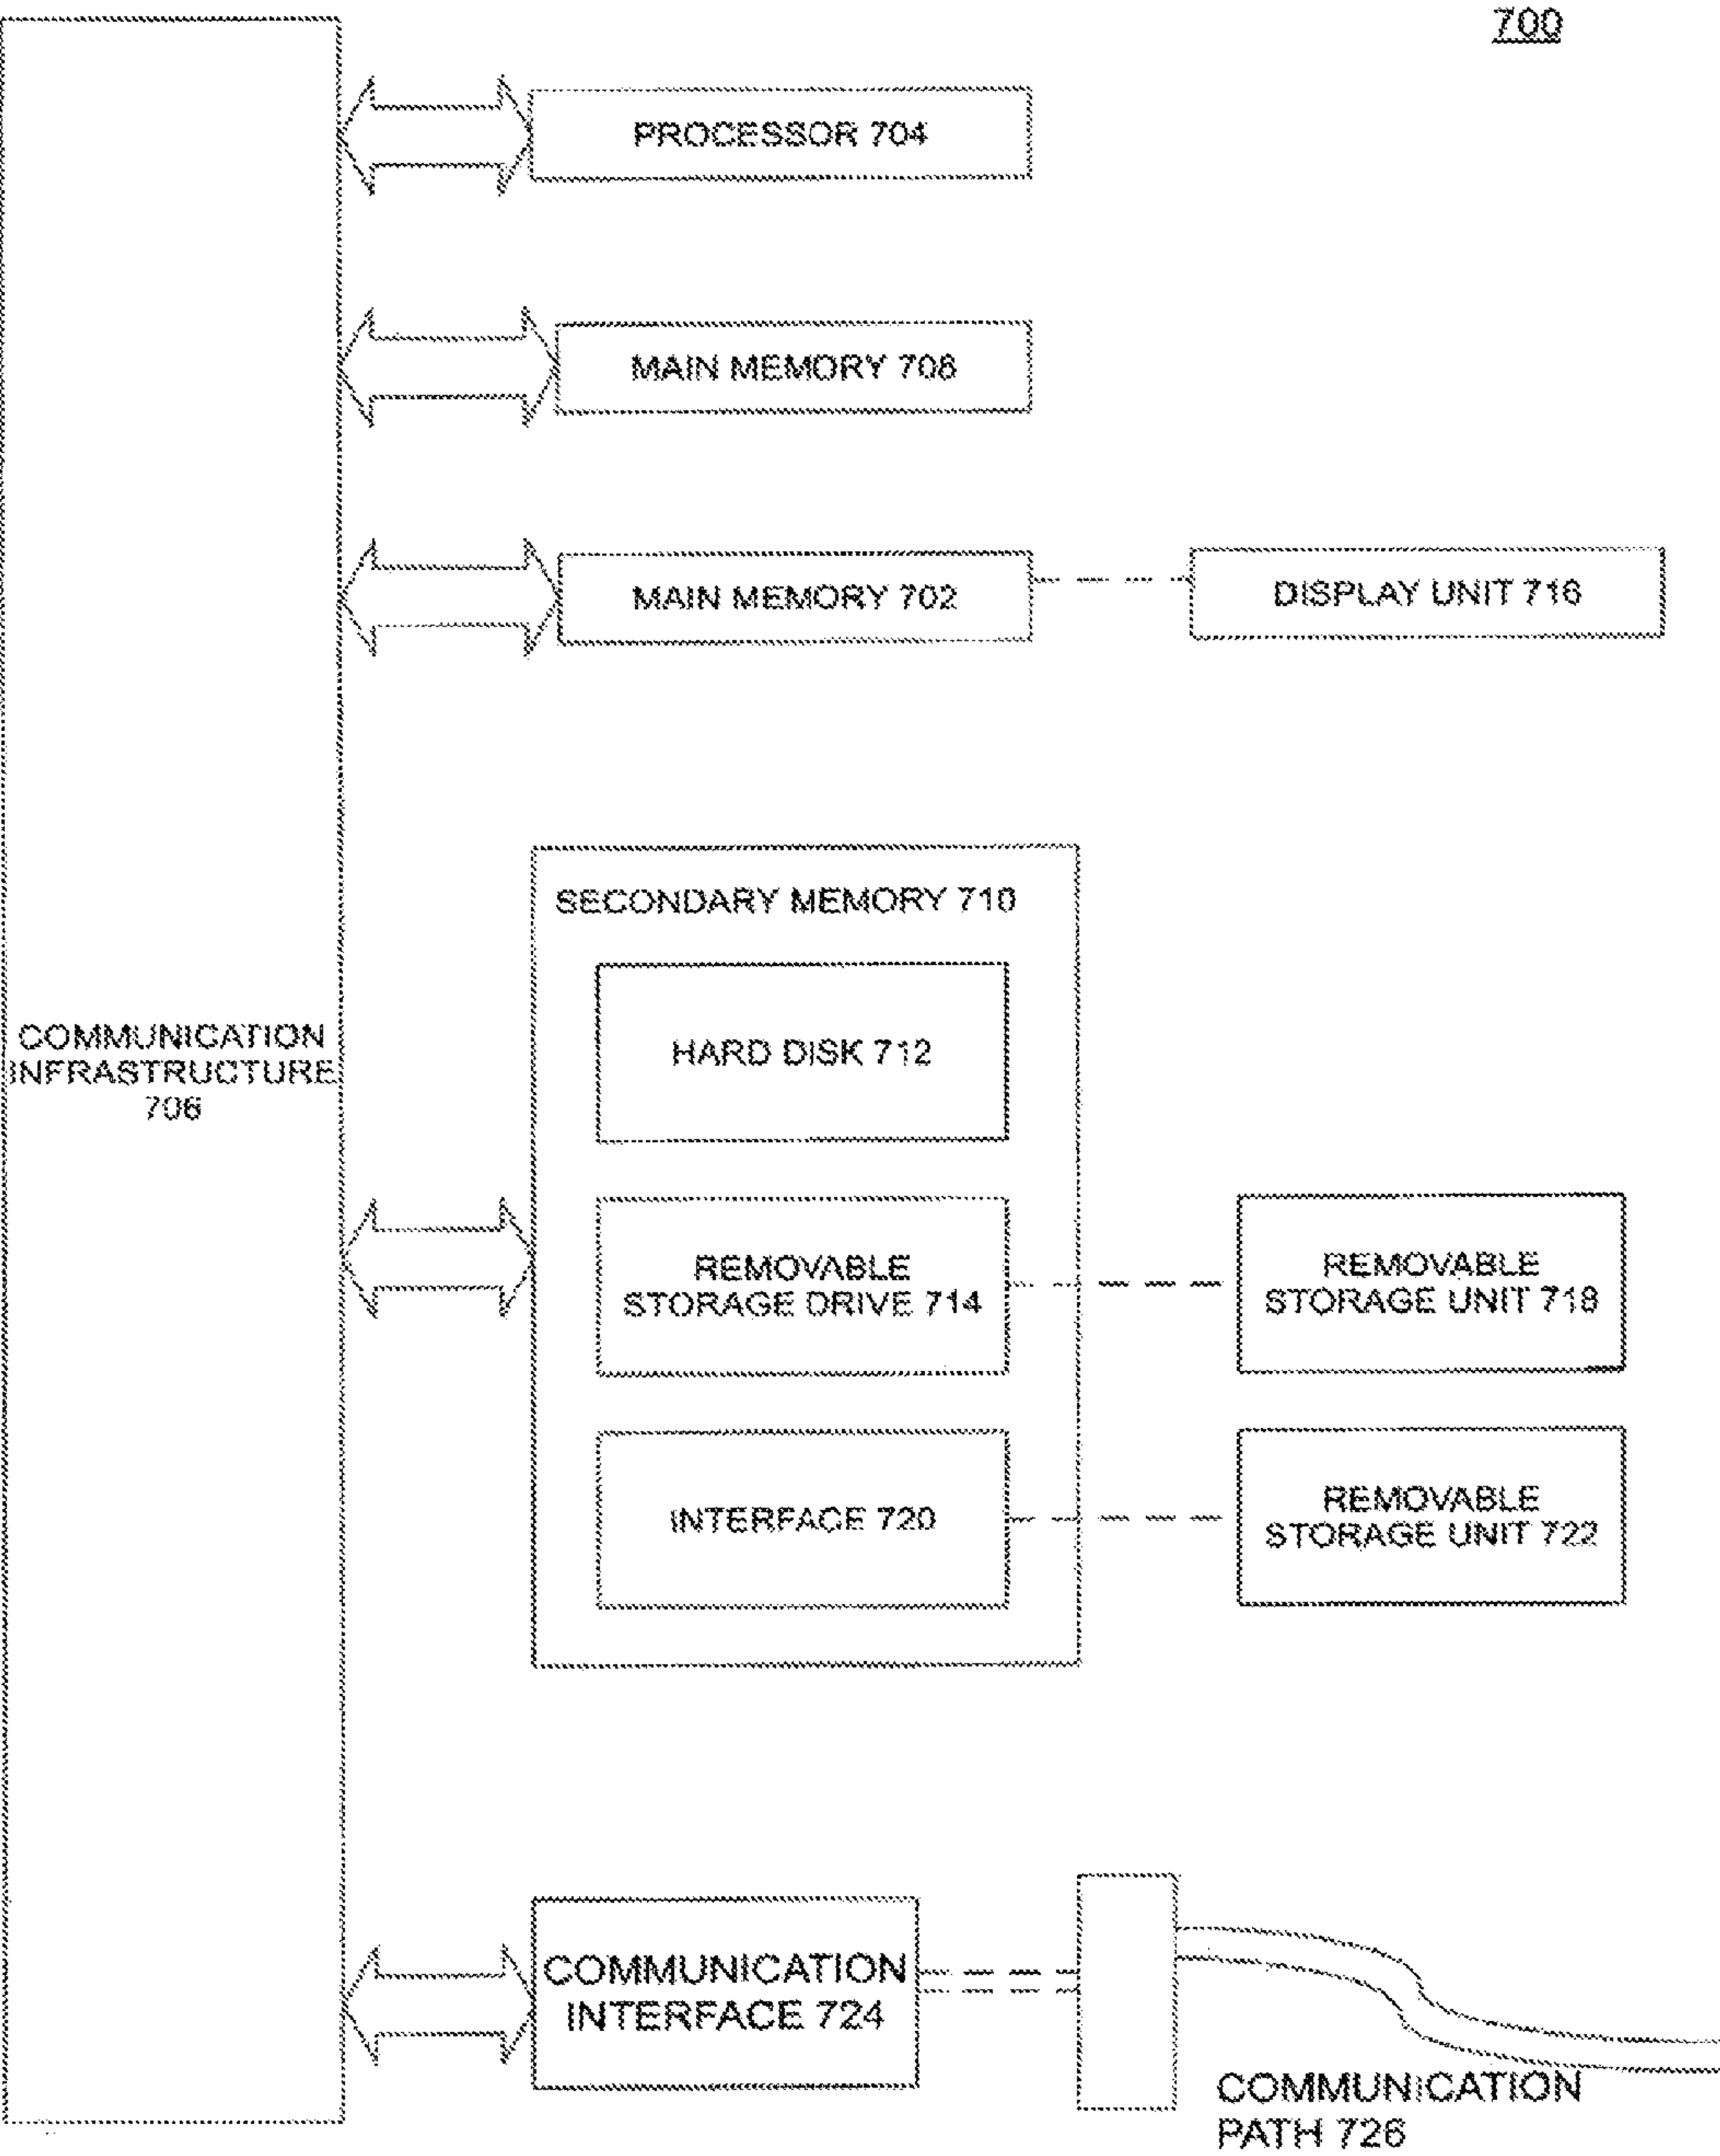 700
PROCESSOR 704
MAIN MEMORY 708
MAIN MEMORY 702
DISPLAY UNIT 716
SECONDARY MEMORY 710
HARD DISK 712
COMMUNICATION
INFRASTRUCTURE
706
REMOVABLE
STORAGE DRIVE 714
REMOVABLE
STORAGE UNIT 718
INTERFACE 720
REMOVABLE
STORAGE UNIT 722
COMMUNICATION
INTERFACE 724
COMMUNICATION
PATH 726